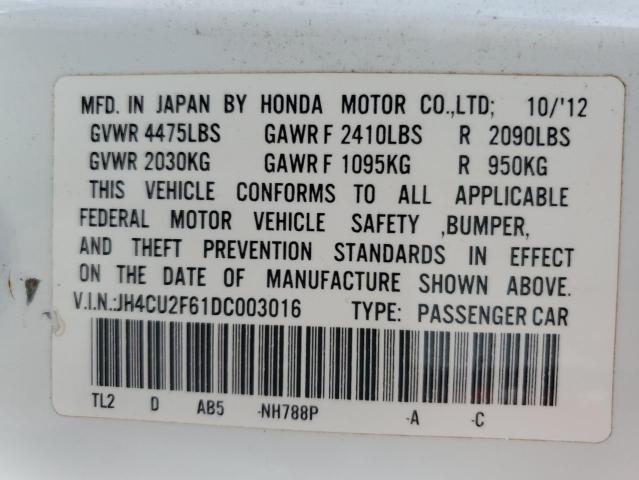 MFD. IN JAPAN BY HONDA MOTOR CO.,LTD; 10/'12
GVWR 4475LBS GAWR F 2410LBS R 2090LBS
GVWR 2030KG GAWR F 1095KG R 950KG
THIS VEHICLE CONFORMS TO ALL APPLICABLE
FEDERAL MOTOR VEHICLE SAFETY ,BUMPER,
AND THEFT PREVENTION STANDARDS IN EFFECT
ON THE DATE OF MANUFACTURE SHOWN ABOVE.
V.I.N.:JH4CU2F61DC003016 TYPE: PASSENGER CAR
TL2 D AB5 -NH788P -A -C